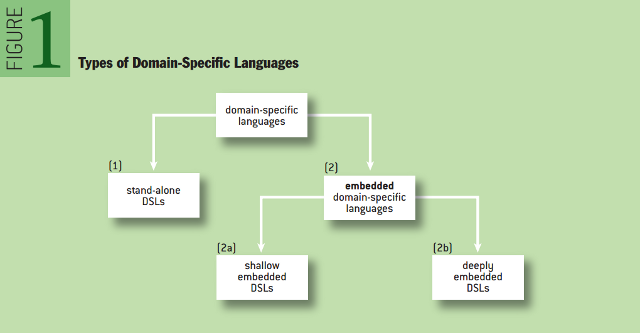 FIGURE 1
Types of Domain-Specific Languages
domain-specific
languages
(1)
stand-alone
DSLs
(2)
embedded
domain-specific
languages
(2a)
shallow
embedded
DSLs
(2b)
deeply
embedded
DSLs